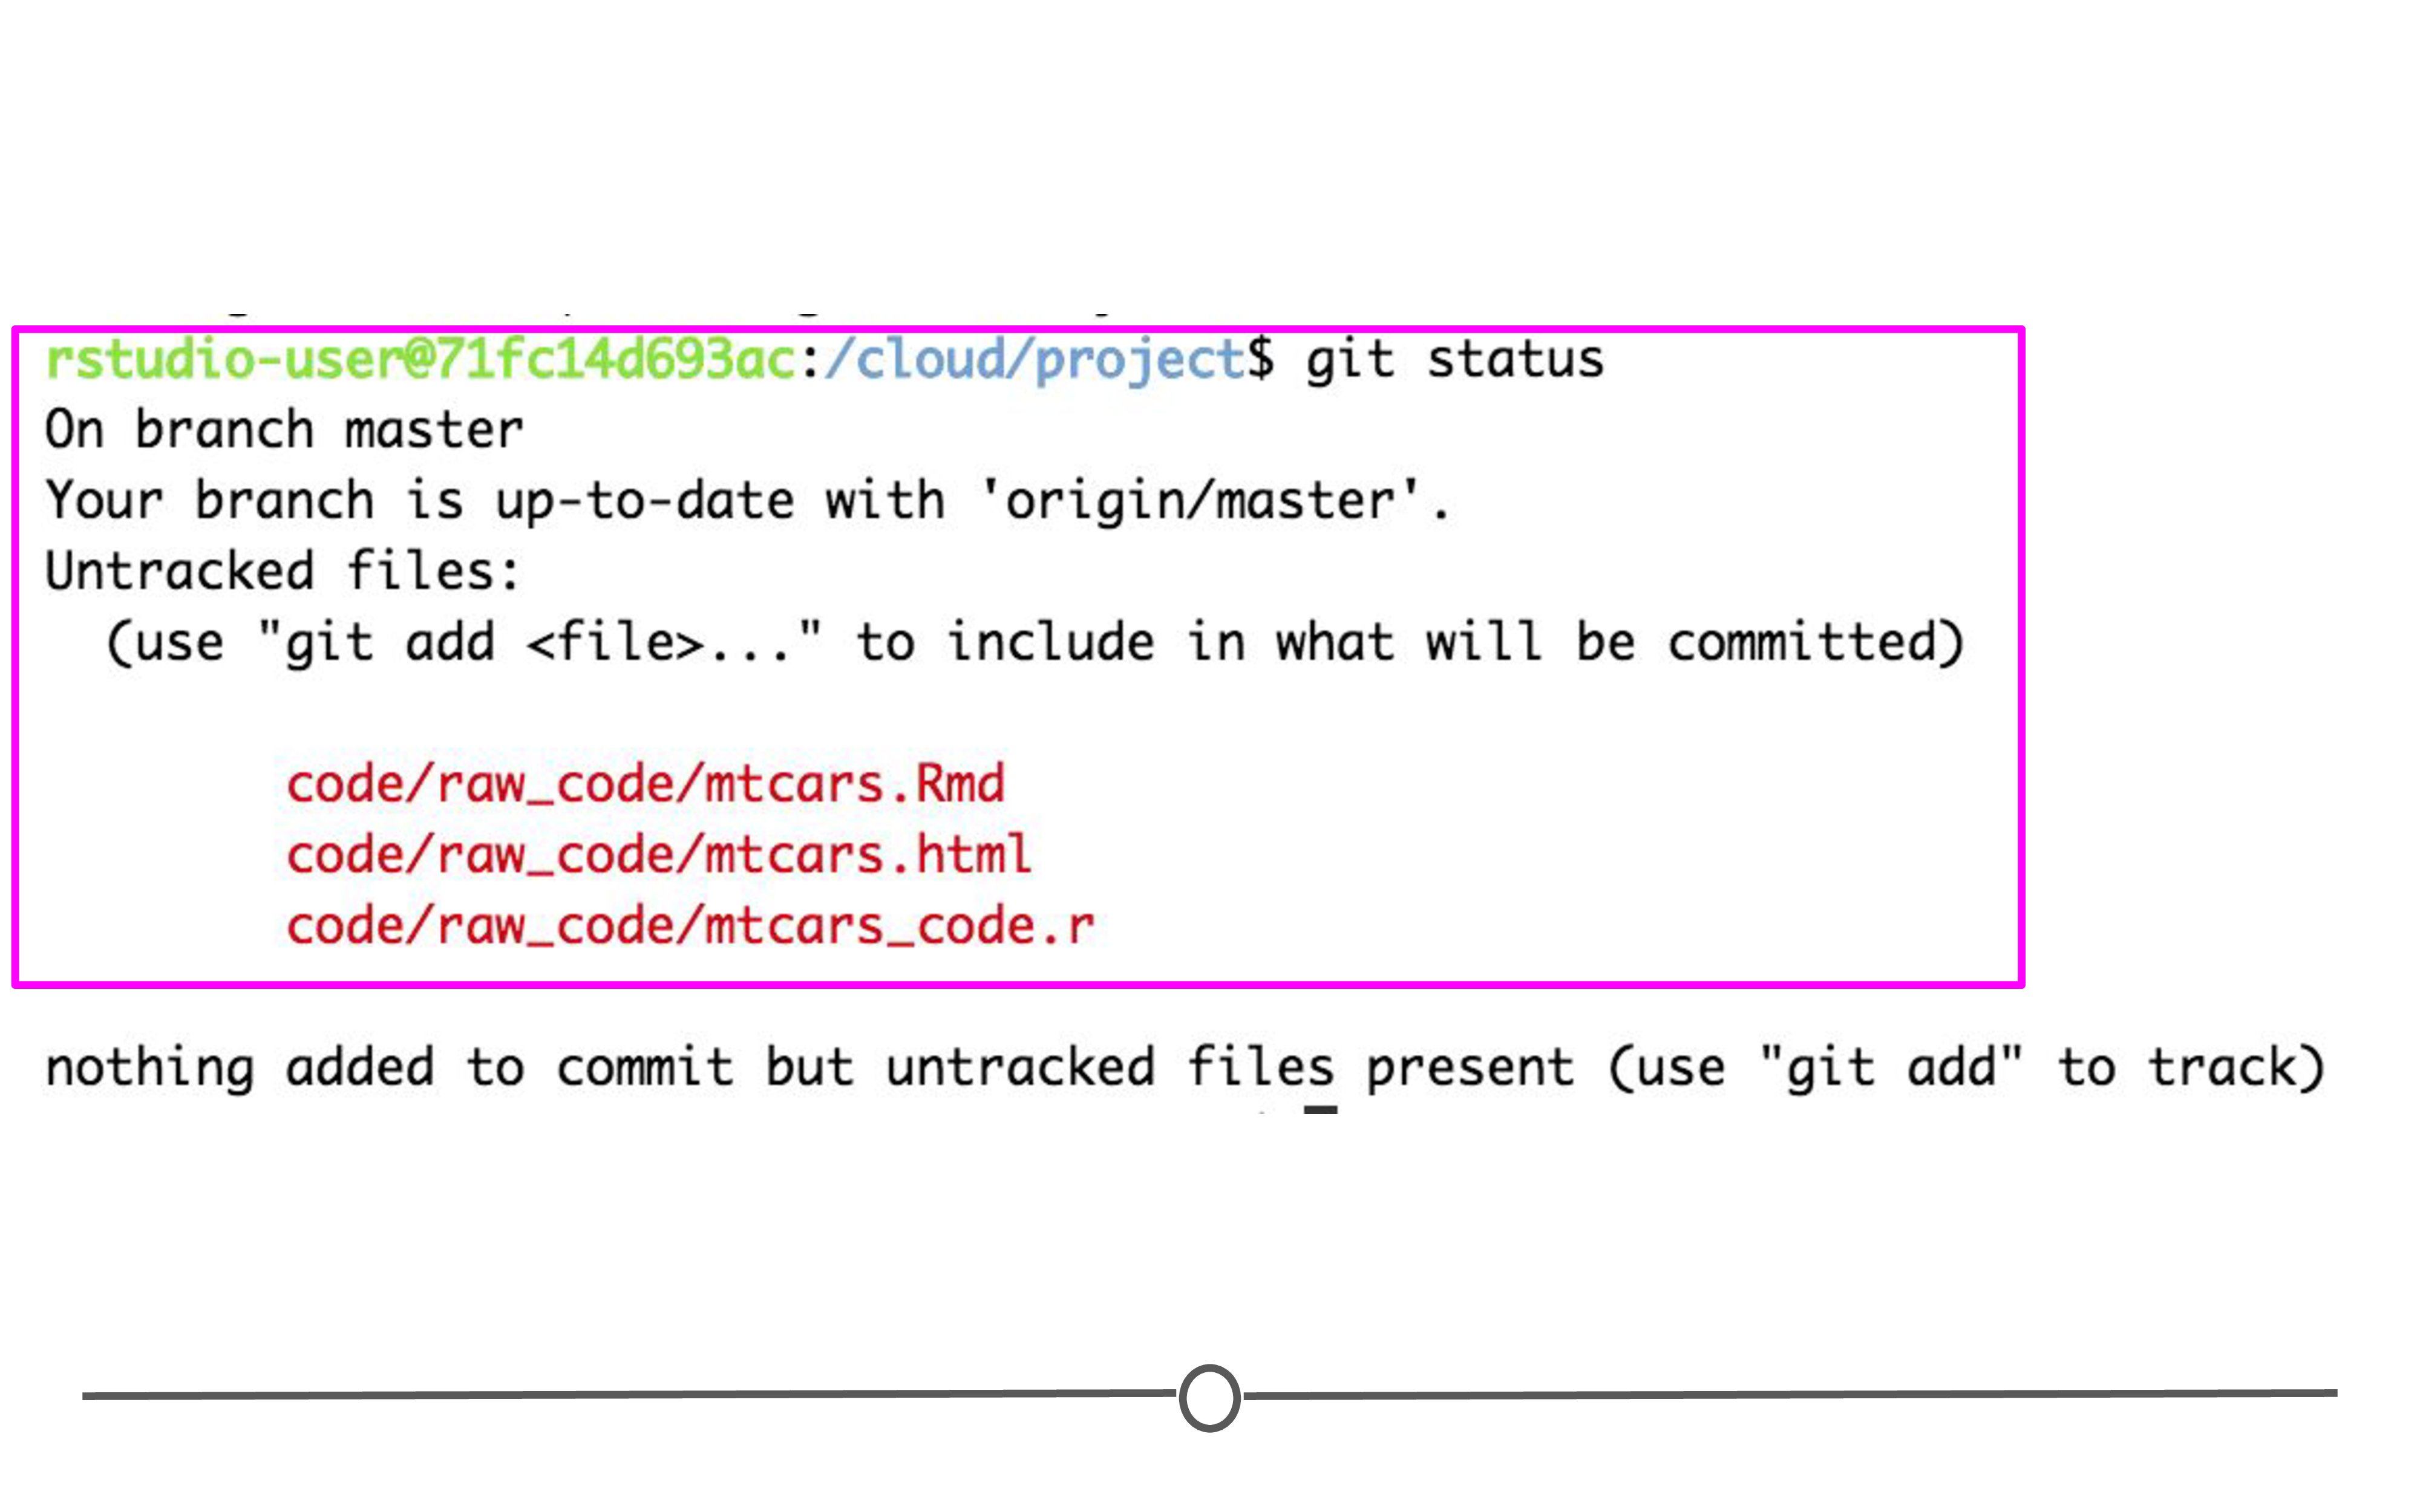 rstudio-user@71fc14d693ac:/cloud/project$ git status
On branch master
Your branch is up-to-date with 'origin/master'.
Untracked files:
(use "git add <file>..." to include in what will be committed)
code/raw_code/mtcars.Rmd
code/raw_code/mtcars.html
code/raw_code/mtcars_code.r
nothing added to commit but untracked files present (use "git add" to track)